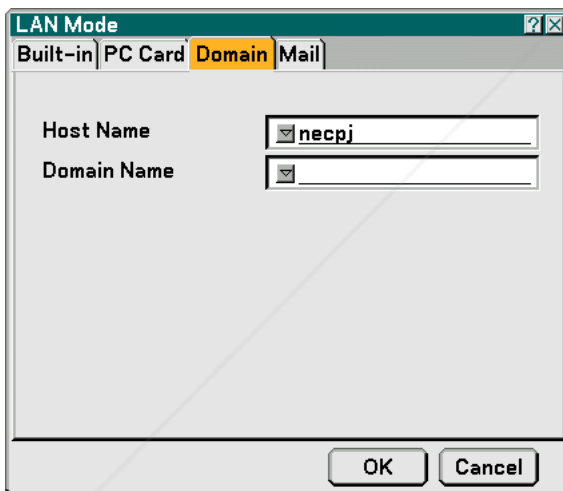 LAN Mode ?
Built-in PC Card Domain Mail
Host Name necpj
Domain Name
OK Cancel